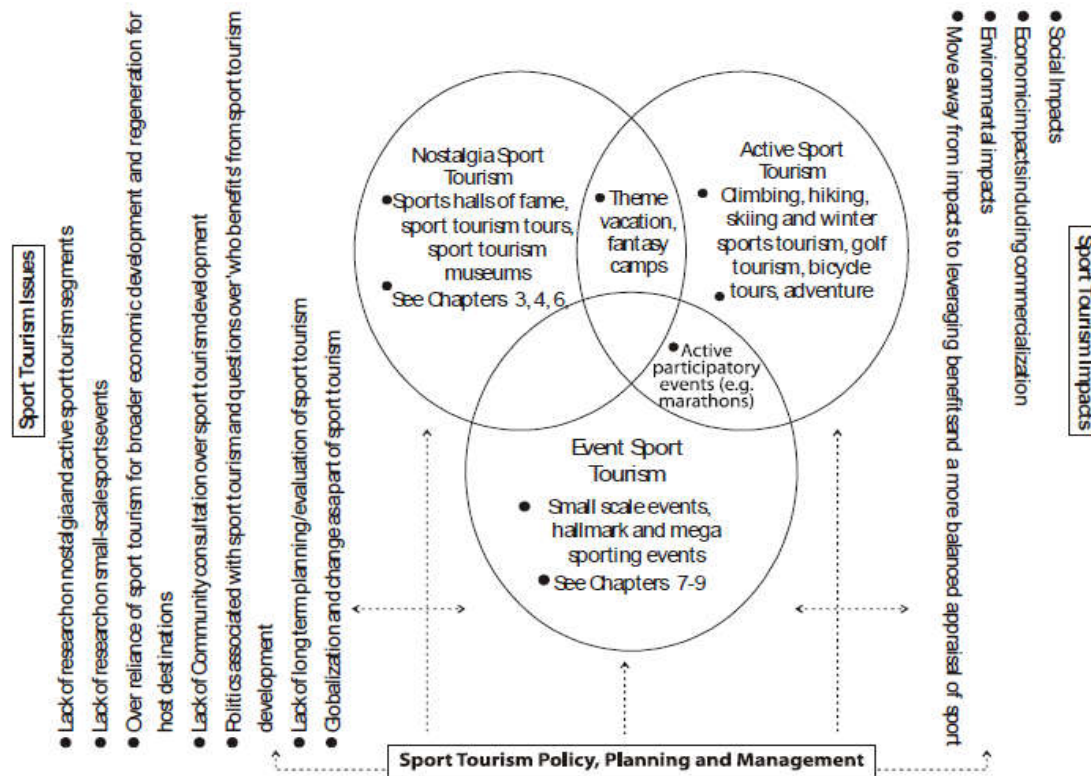 Sport Tourism Issues
● Lack of research on nostalgia and active sport tourism segments
● Lack of research on small-scale sports events
● Over reliance of sport tourism for broader economic development and regeneration for
host destinations
● Lack of Community consultation over sport tourism development
● Politics associated with sport tourism and questions over 'who benefits' from sport tourism
development
● Lack of long term planning/evaluation of sport tourism
● Globalization and change as a part of sport tourism
Nostalgia Sport
Tourism
● Sports halls of fame,
sport tourism tours,
sport tourism
museums
● See Chapters 3, 4, 6,
● Theme
vacation,
fantasy
camps
Active Sport
Tourism
● Climbing, hiking,
skiing and winter
sports tourism, golf
tourism, bicycle
● tours, adventure
● Active
participatory
events (e.g.
marathons)
Event Sport
Tourism
● Small scale events,
hallmark and mega
sporting events
● See Chapters 7-9
Sport Tourism Policy, Planning and Management
Sport Tourism Impacts
● Social Impacts
● Economic impacts including commercialization
● Environmental impacts
● Move away from impacts to leveraging benefits and a more balanced appraisal of sport